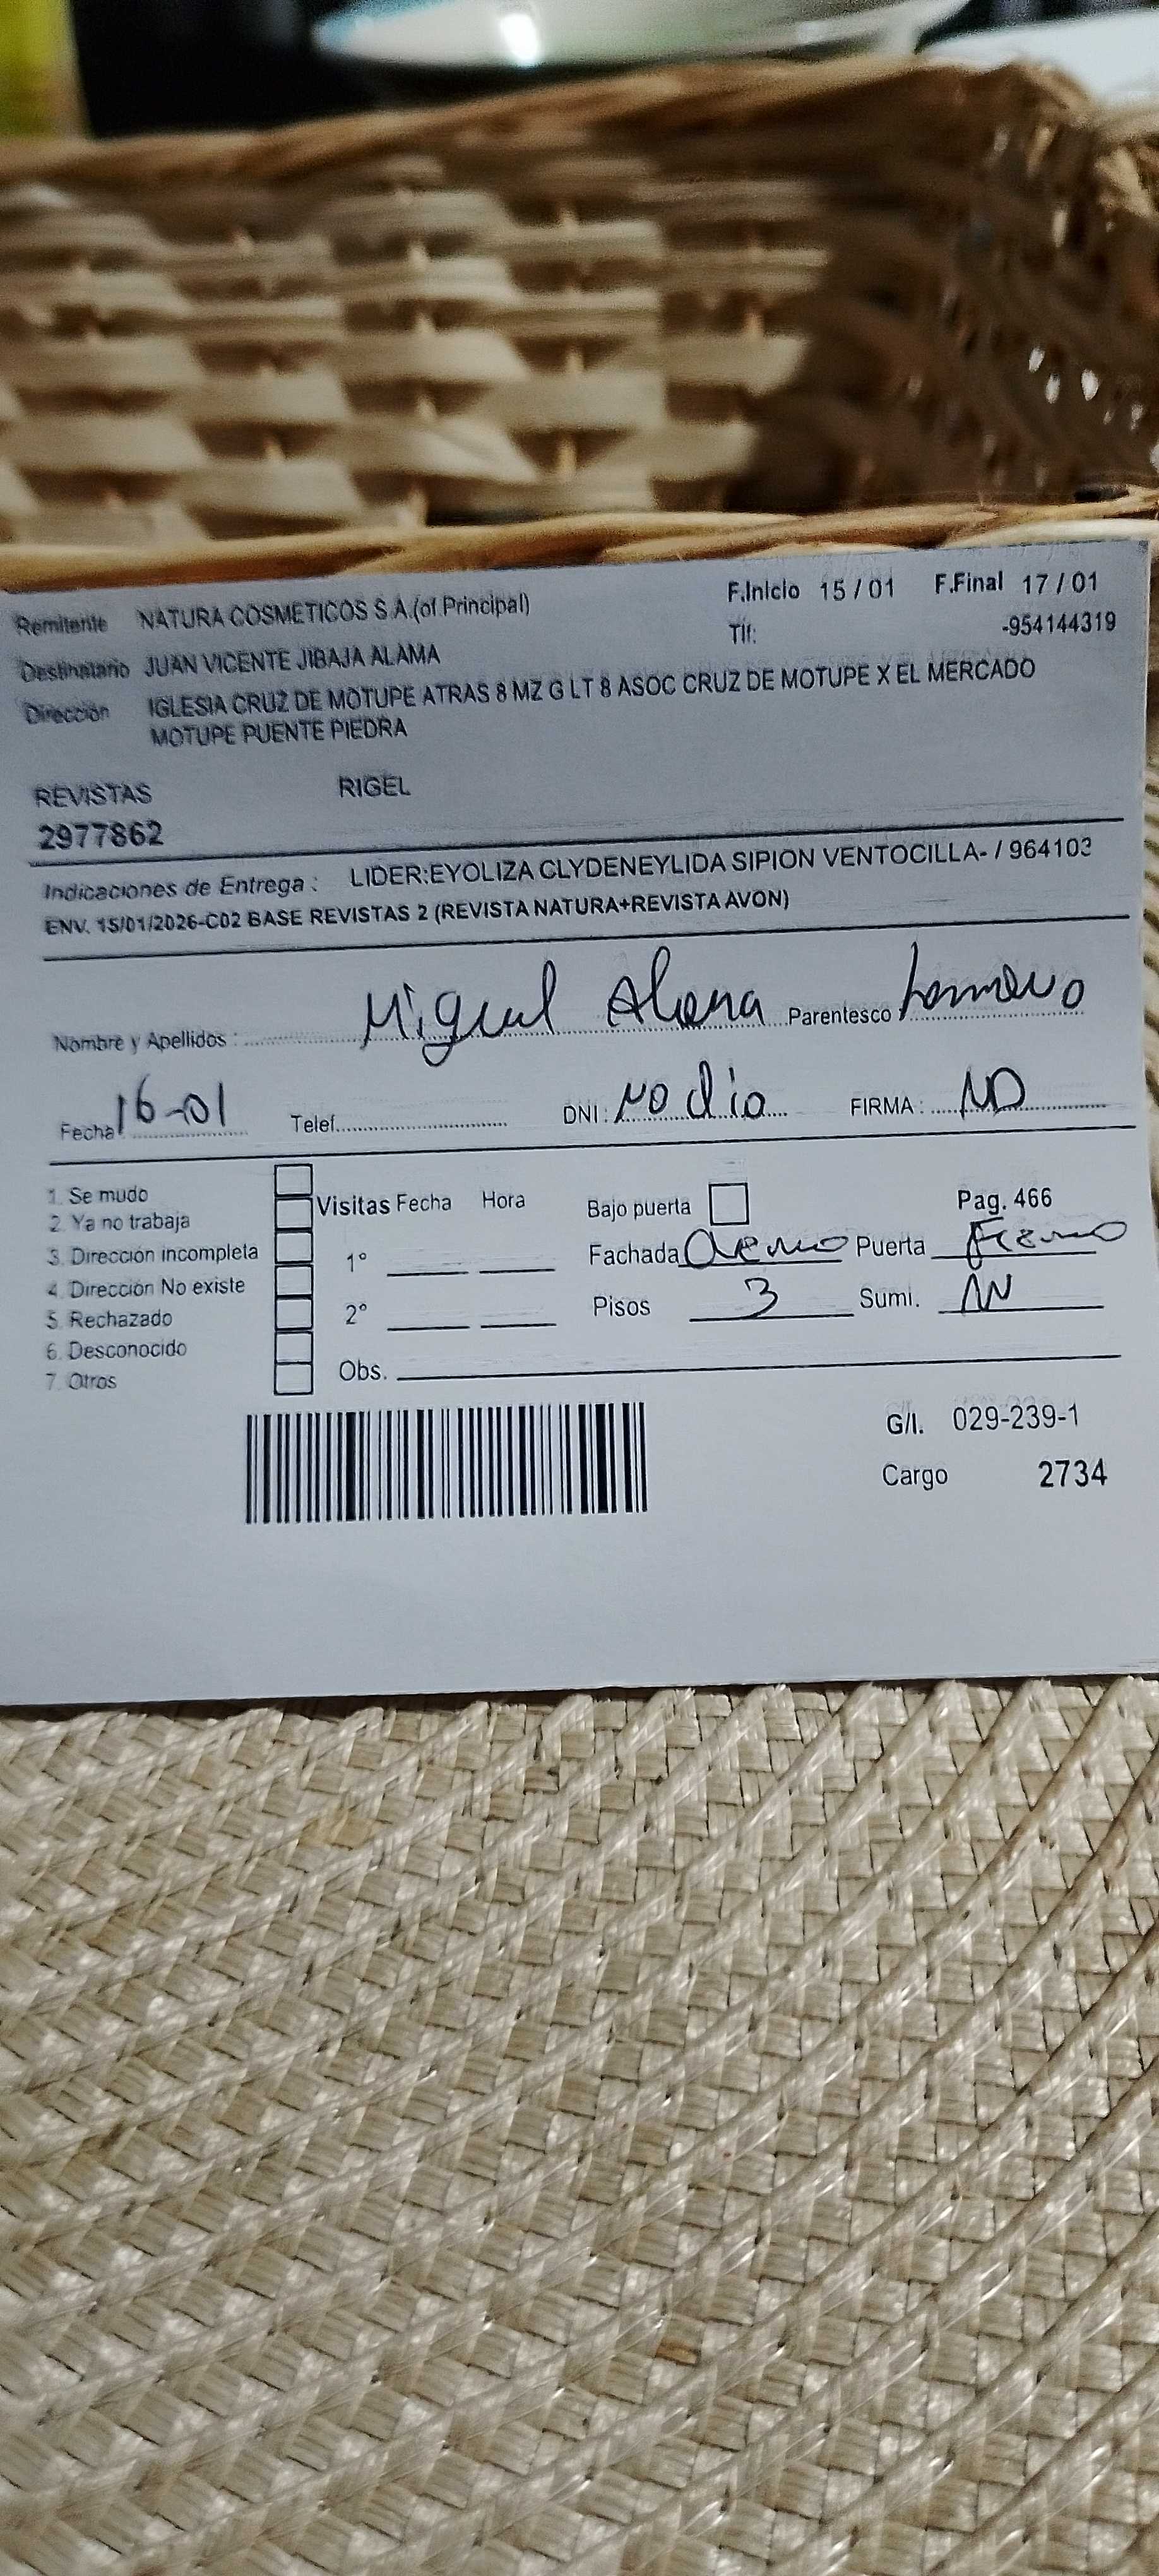 Remitente NATURA COSMETICOS S.A.(of.Principal) F.Inicio 15 / 01 F.Final 17 / 01
Tlf: -954144319
Destinatario JUAN VICENTE JIBAJA ALAMA
Dirección IGLESIA CRUZ DE MOTUPE ATRAS 8 MZ G LT 8 ASOC CRUZ DE MOTUPE X EL MERCADO
MOTUPE PUENTE PIEDRA
REVISTAS RIGEL
2977862
Indicaciones de Entrega : LIDER:EYOLIZA CLYDENEYLIDA SIPION VENTOCILLA- / 964103
ENV. 15/01/2026-C02 BASE REVISTAS 2 (REVISTA NATURA+REVISTA AVON)
Nombre y Apellidos : Miguel Alama Parentesco
Fecha 16-01 Telef. DNI: no dio FIRMA : ND
1. Se mudo
2. Ya no trabaja
3. Dirección incompleta
4. Dirección No existe
5. Rechazado
6. Desconocido
7. Otros
Visitas Fecha Hora
1°
2°
Obs.
Bajo puerta Pag. 466
Fachada Puerta Fierro
Pisos 3 Sumi.
G/I. 029-239-1
Cargo 2734